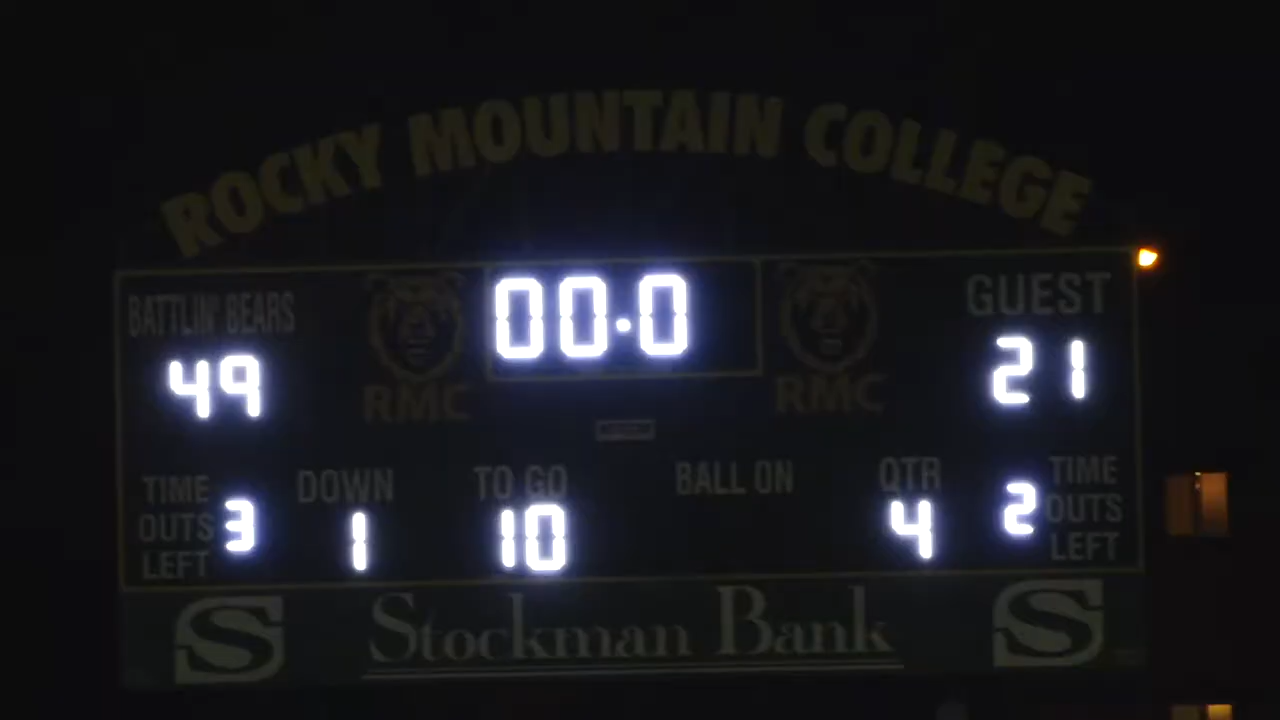 ROCKY MOUNTAIN COLLEGE
BATTLIN' BEARS
00.0
GUEST
49
21
RMC
RMC
TIME OUTS LEFT
3
DOWN
1
TO GO
10
BALL ON
QTR
4
2
TIME OUTS LEFT
S
Stockman Bank
S